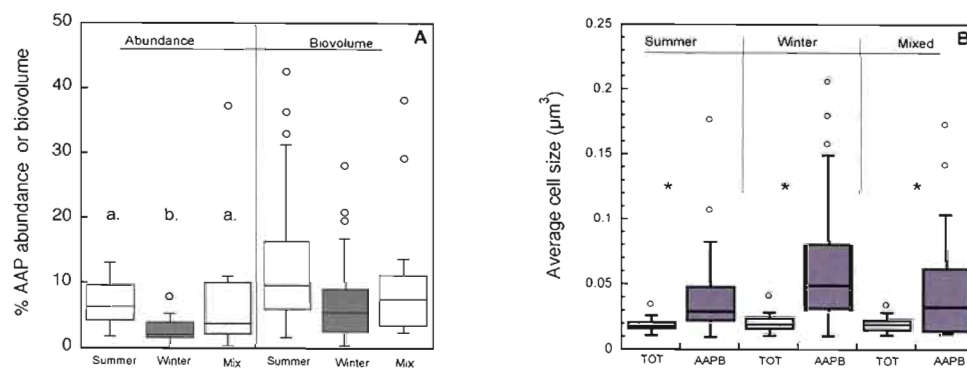 % AAP abundance or biovolume
50
40
30
20
10
0
Abundance
Biovolume
A
a.
b.
a.
Summer
Winter
Mix
Summer
Winter
Mix
Average cell size (µm³)
0.25
0.2
0.15
0.1
0.05
0
Summer
Winter
Mixed
B
*
*
*
TOT
AAPB
TOT
AAPB
TOT
AAPB